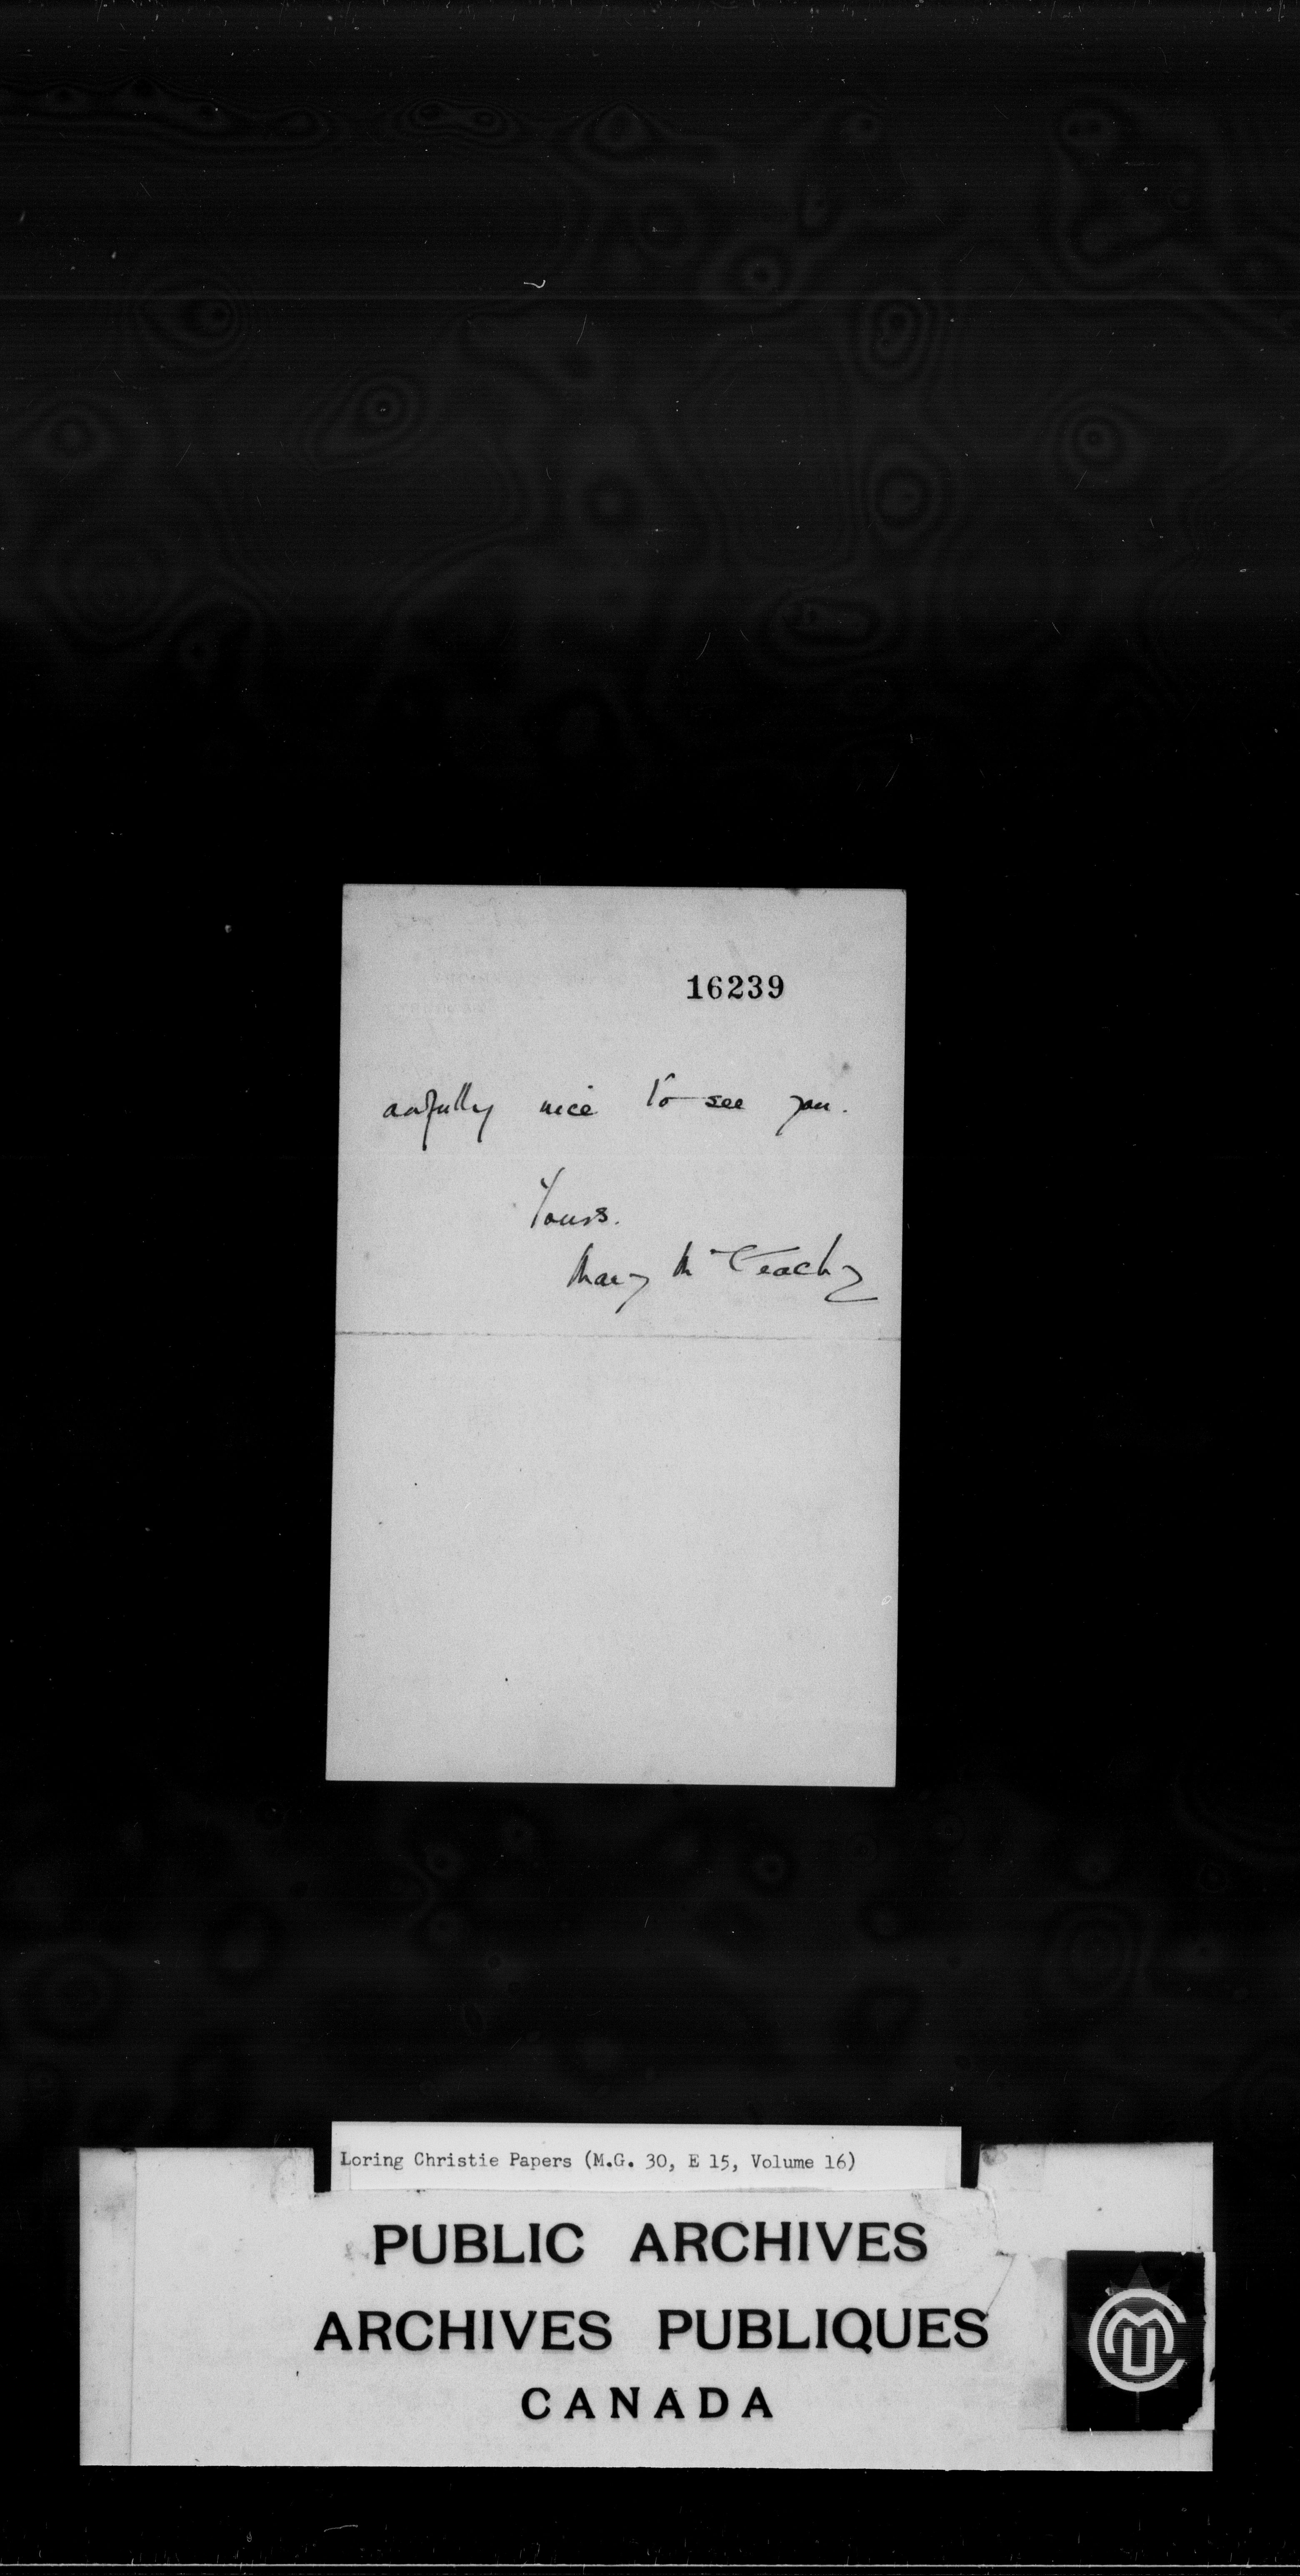 16239
awfully nice to see you.
Yours.
Mary McGeachy
Loring Christie Papers (M.G. 30, E 15, Volume 16)
PUBLIC ARCHIVES
ARCHIVES PUBLIQUES
CANADA